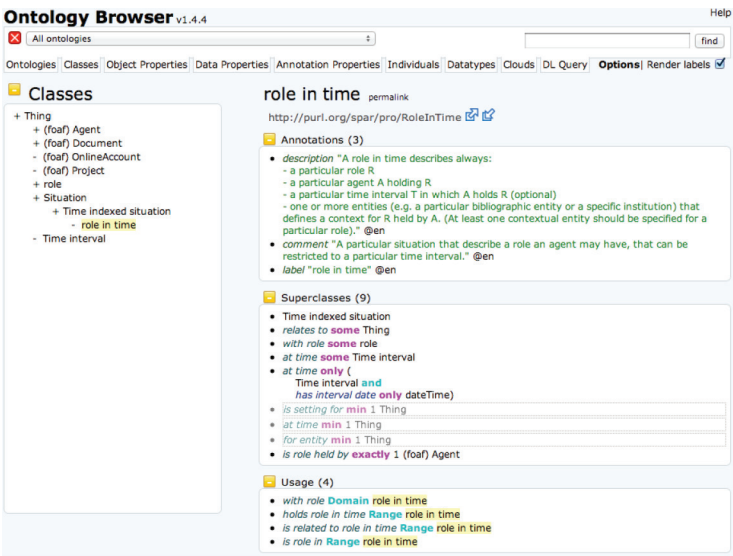 Ontology Browser v1.4.4
Help
All ontologies
find
Ontologies Classes Object Properties Data Properties Annotation Properties Individuals Datatypes Clouds DL Query Options| Render labels
Classes
+ Thing
+ (foaf) Agent
+ (foaf) Document
- (foaf) OnlineAccount
- (foaf) Project
+ role
+ Situation
+ Time indexed situation
- role in time
- Time interval
role in time permalink
http://purl.org/spar/pro/RoleInTime
Annotations (3)
• description "A role in time describes always:
- a particular role R
- a particular agent A holding R
- a particular time interval T in which A holds R (optional)
- one or more entities (e.g. a particular bibliographic entity or a specific institution) that
defines a context for R held by A. (At least one contextual entity should be specified for a
particular role)." @en
• comment "A particular situation that describe a role an agent may have, that can be
restricted to a particular time interval." @en
• label "role in time" @en
Superclasses (9)
• Time indexed situation
• relates to some Thing
• with role some role
• at time some Time interval
• at time only (
Time interval and
has interval date only dateTime)
• is setting for min 1 Thing
• at time min 1 Thing
• for entity min 1 Thing
• is role held by exactly 1 (foaf) Agent
Usage (4)
• with role Domain role in time
• holds role in time Range role in time
• is related to role in time Range role in time
• is role in Range role in time